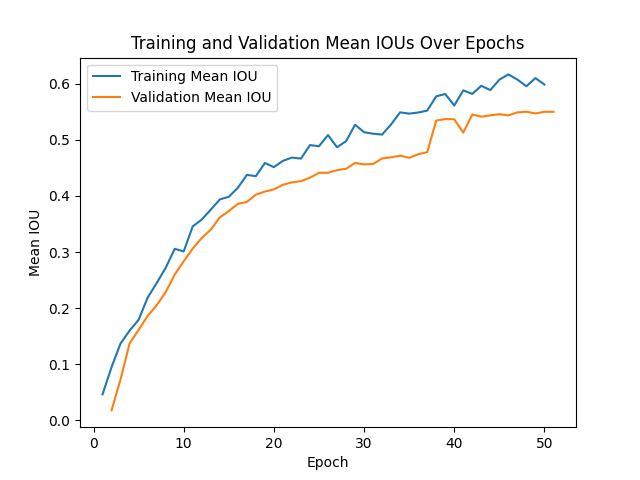 Training and Validation Mean IOUs Over Epochs
Training Mean IOU
Validation Mean IOU
Mean IOU
0.6
0.5
0.4
0.3
0.2
0.1
0.0
0 10 20 30 40 50
Epoch